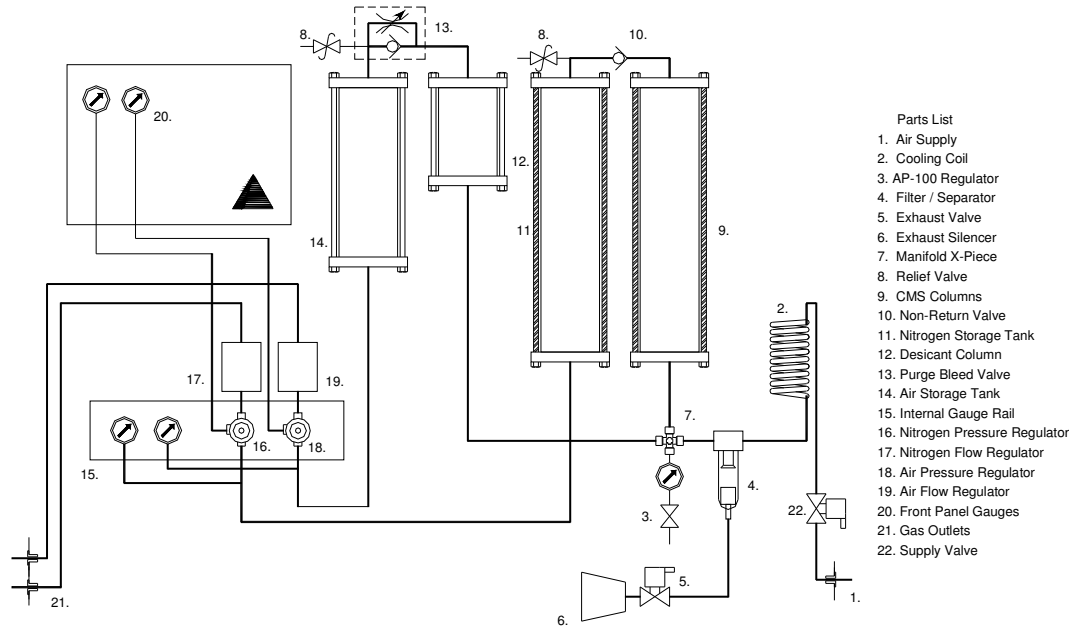 8.
13.
8.
10.
20.
12.
14.
11
9.
2.
17.
19.
7.
16.
18.
15.
4.
3.
22.
5.
6.
21.
1.
Parts List
1. Air Supply
2. Cooling Coil
3. AP-100 Regulator
4. Filter / Separator
5. Exhaust Valve
6. Exhaust Silencer
7. Manifold X-Piece
8. Relief Valve
9. CMS Columns
10. Non-Return Valve
11. Nitrogen Storage Tank
12. Desicant Column
13. Purge Bleed Valve
14. Air Storage Tank
15. Internal Gauge Rail
16. Nitrogen Pressure Regulator
17. Nitrogen Flow Regulator
18. Air Pressure Regulator
19. Air Flow Regulator
20. Front Panel Gauges
21. Gas Outlets
22. Supply Valve